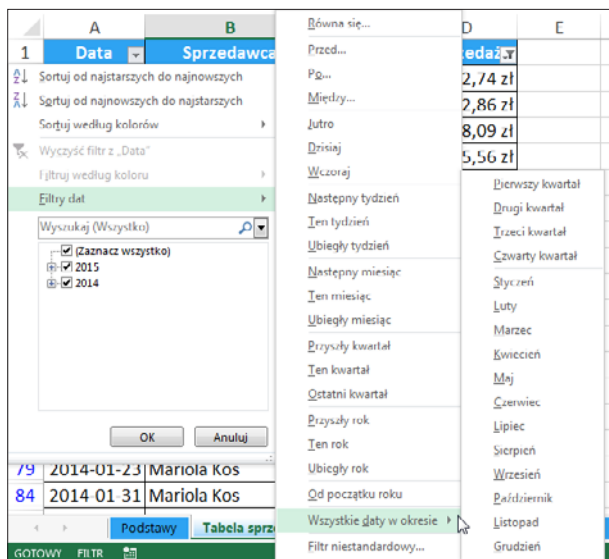 A B D E
1 Data Sprzedawca edaż
Sortuj od najstarszych do najnowszych
Sortuj od najnowszych do najstarszych
Sortuj według kolorów
Wyczyść filtr z „Data"
Filtruj według koloru
Filtry dat
Wyszukaj (Wszystko)
(Zaznacz wszystko)
2015
2014
OK Anuluj
Równa się...
Przed...
Po...
Między...
Jutro
Dzisiaj
Wczoraj
Następny tydzień
Ten tydzień
Ubiegły tydzień
Następny miesiąc
Ten miesiąc
Ubiegły miesiąc
Przyszły kwartał
Ten kwartał
Ostatni kwartał
Przyszły rok
Ten rok
Ubiegły rok
Od początku roku
Wszystkie daty w okresie
Filtr niestandardowy...
2,74 zł
2,86 zł
8,09 zł
5,56 zł
Pierwszy kwartał
Drugi kwartał
Trzeci kwartał
Czwarty kwartał
Styczeń
Luty
Marzec
Kwiecień
Maj
Czerwiec
Lipiec
Sierpień
Wrzesień
Październik
Listopad
Grudzień
79 2014-01-23 Mariola Kos
84 2014-01-31 Mariola Kos
Podstawy Tabela sprze
GOTOWY FILTR